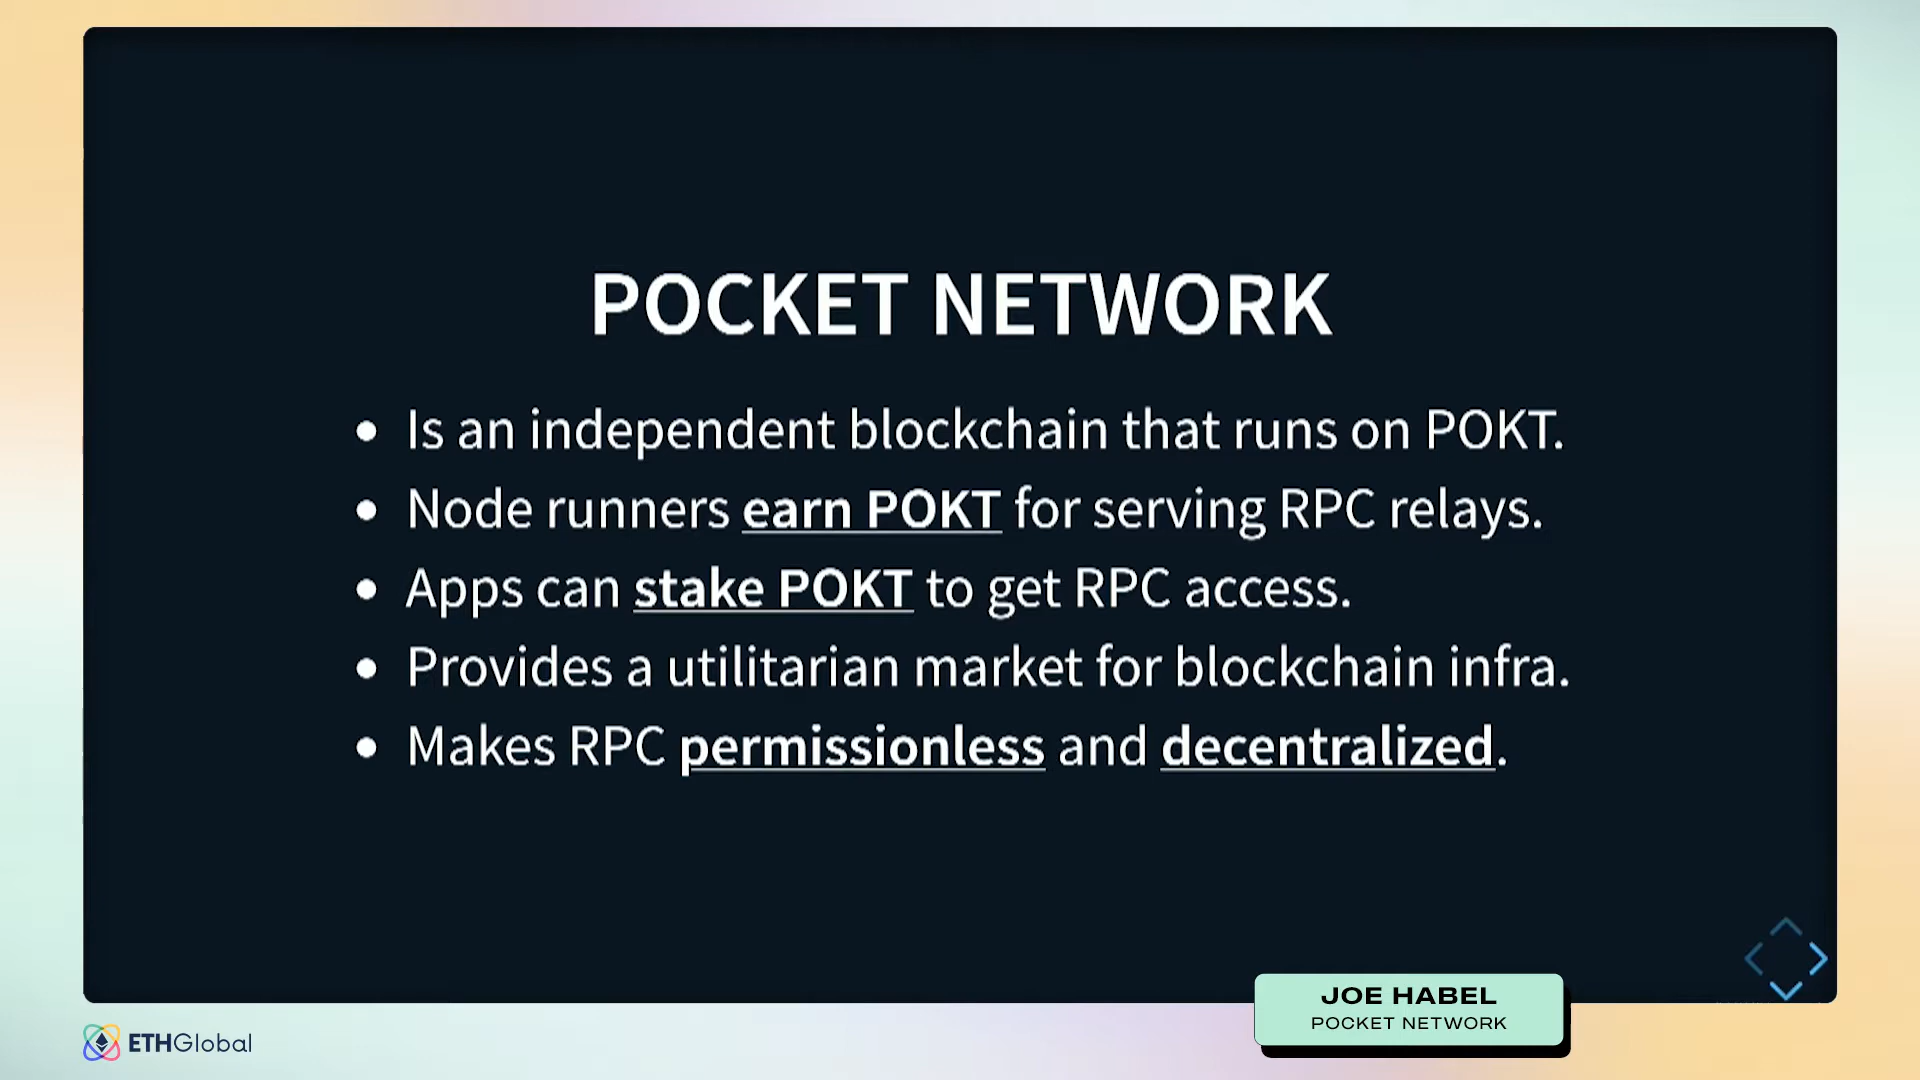 POCKET NETWORK
• Is an independent blockchain that runs on POKT.
• Node runners earn POKT for serving RPC relays.
• Apps can stake POKT to get RPC access.
• Provides a utilitarian market for blockchain infra.
• Makes RPC permissionless and decentralized.
JOE HABEL
POCKET NETWORK
ETHGlobal